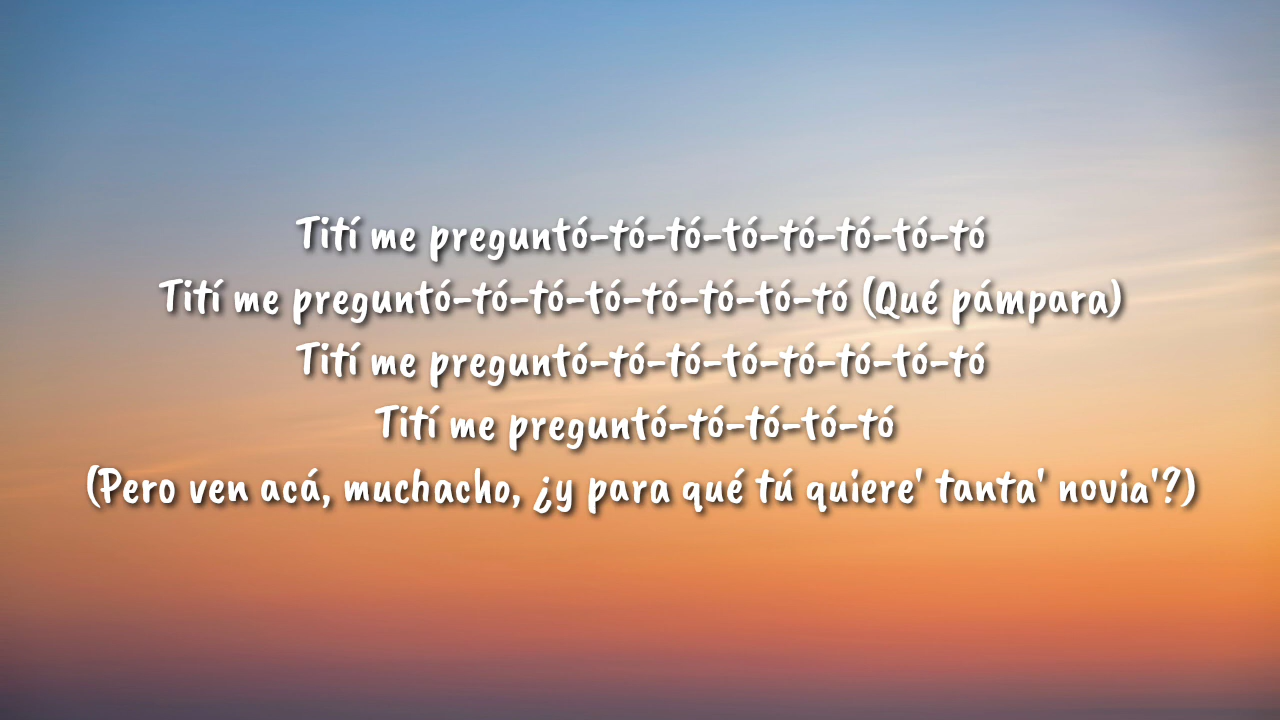 Tití me preguntó-tó-tó-tó-tó-tó-tó-tó
Tití me preguntó-tó-tó-tó-tó-tó-tó-tó (Qué pámpara)
Tití me preguntó-tó-tó-tó-tó-tó-tó-tó
Tití me preguntó-tó-tó-tó-tó
(Pero ven acá, muchacho, ¿y para qué tú quiere' tanta' novia'?)